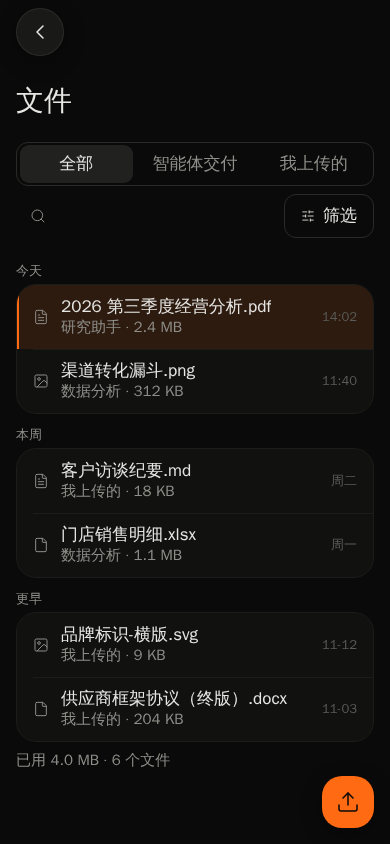 文件
全部
智能体交付
我上传的
筛选
今天
2026 第三季度经营分析.pdf
研究助手 · 2.4 MB
14:02
渠道转化漏斗.png
数据分析 · 312 KB
11:40
本周
客户访谈纪要.md
我上传的 · 18 KB
周二
门店销售明细.xlsx
数据分析 · 1.1 MB
周一
更早
品牌标识-横版.svg
我上传的 · 9 KB
11-12
供应商框架协议（终版）.docx
我上传的 · 204 KB
11-03
已用 4.0 MB · 6 个文件